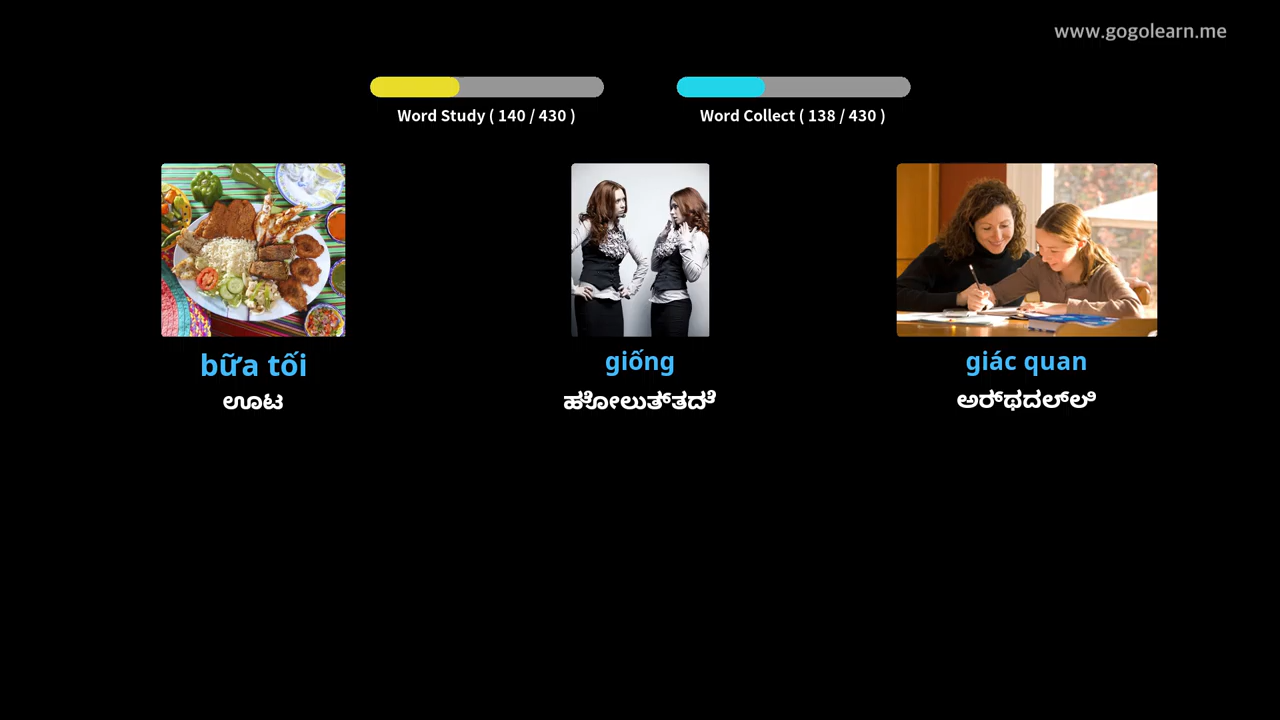 www.gogolearn.me
Word Study ( 140 / 430 )
Word Collect ( 138 / 430 )
bữa tối
giống
giác quan
ಊಟ
ಹೋಲುತ್ತದೆ
ಅರ್ಥದಲ್ಲಿ